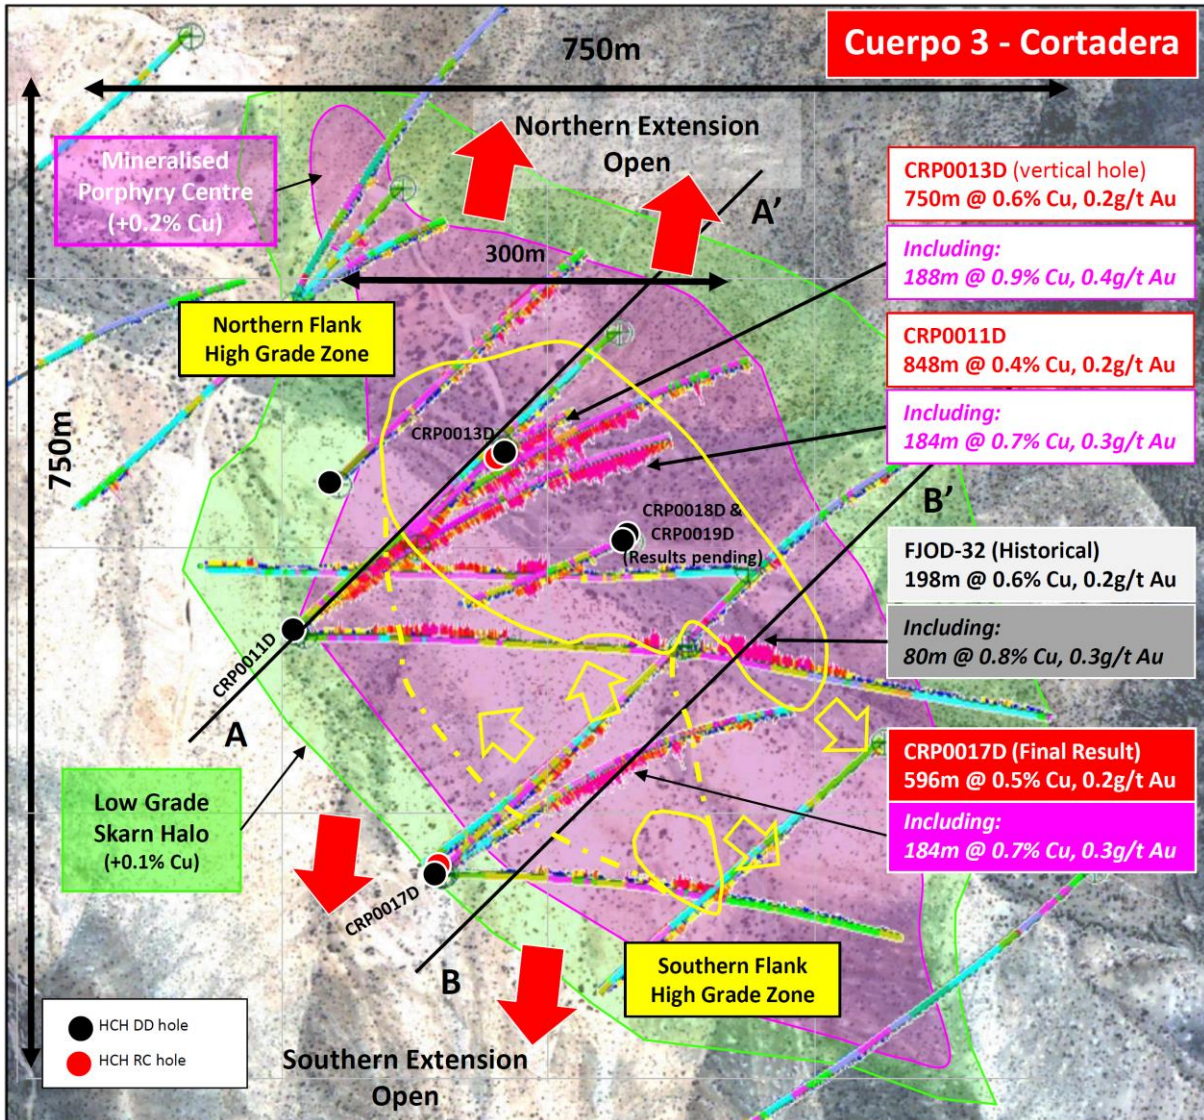 Cuerpo 3 - Cortadera
750m
Mineralised
Porphyry Centre
(+0.2% Cu)
Northern Extension
Open
A'
300m
Northern Flank
High Grade Zone
750m
CRP0013D (vertical hole)
750m @ 0.6% Cu, 0.2g/t Au
Including:
188m @ 0.9% Cu, 0.4g/t Au
CRP0011D
848m @ 0.4% Cu, 0.2g/t Au
Including:
184m @ 0.7% Cu, 0.3g/t Au
CRP0013D
CRP0018D &
CRP0019D
(Results pending)
B'
FJOD-32 (Historical)
198m @ 0.6% Cu, 0.2g/t Au
Including:
80m @ 0.8% Cu, 0.3g/t Au
CRP0011D
A
CRP0017D (Final Result)
596m @ 0.5% Cu, 0.2g/t Au
Including:
184m @ 0.7% Cu, 0.3g/t Au
Low Grade
Skarn Halo
(+0.1% Cu)
CRP0017D
B
Southern Flank
High Grade Zone
HCH DD hole
HCH RC hole
Southern Extension
Open